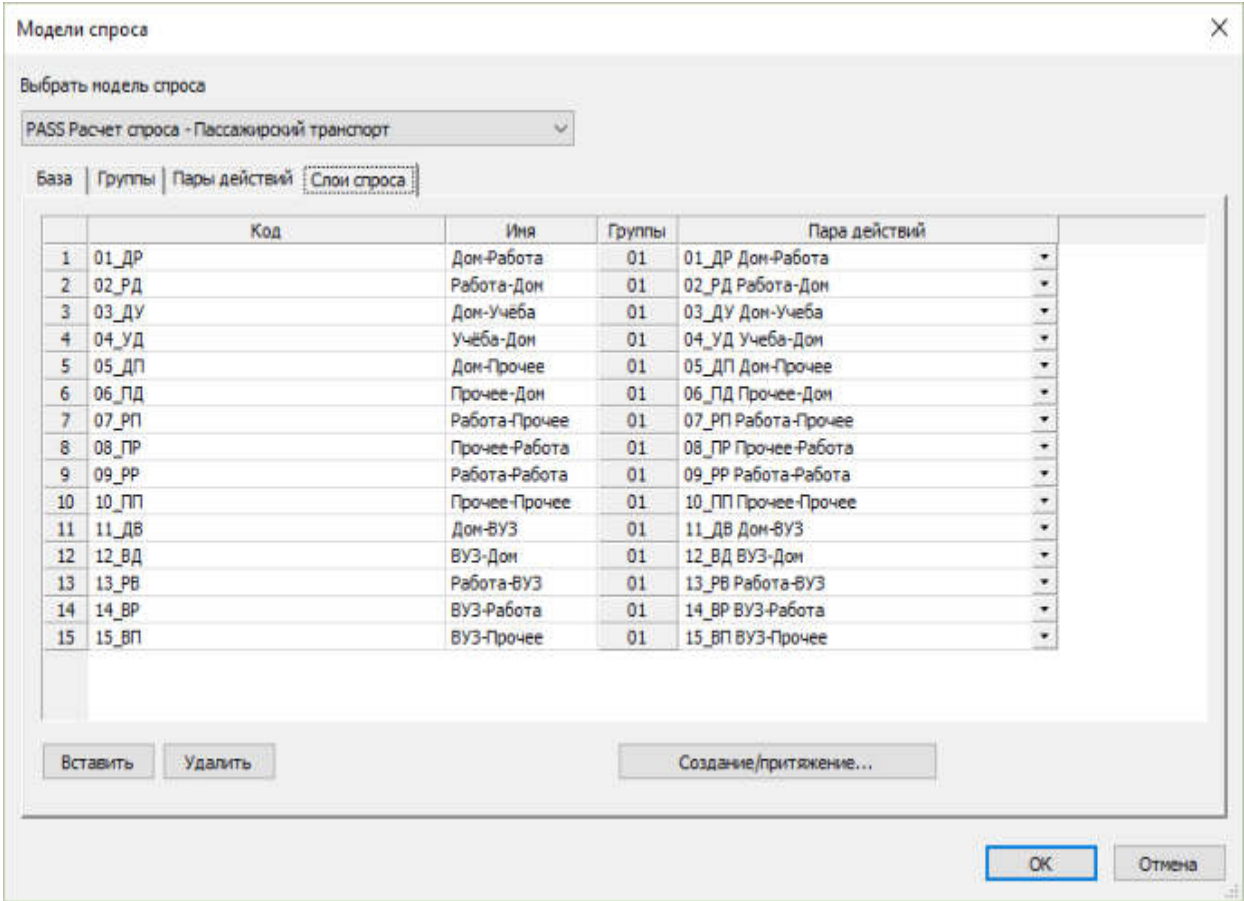 Модели спроса
Выбрать модель спроса
PASS Расчет спроса - Пассажирский транспорт
База Группы Пары действий Слои спроса
Код Имя Группы Пара действий
1 01_ДР Дом-Работа 01 01_ДР Дом-Работа
2 02_РД Работа-Дом 01 02_РД Работа-Дом
3 03_ДУ Дом-Учёба 01 03_ДУ Дом-Учеба
4 04_УД Учёба-Дом 01 04_УД Учеба-Дом
5 05_ДП Дом-Прочее 01 05_ДП Дом-Прочее
6 06_ПД Прочее-Дом 01 06_ПД Прочее-Дом
7 07_РП Работа-Прочее 01 07_РП Работа-Прочее
8 08_ПР Прочее-Работа 01 08_ПР Прочее-Работа
9 09_РР Работа-Работа 01 09_РР Работа-Работа
10 10_ПП Прочее-Прочее 01 10_ПП Прочее-Прочее
11 11_ДВ Дом-ВУЗ 01 11_ДВ Дом-ВУЗ
12 12_ВД ВУЗ-Дом 01 12_ВД ВУЗ-Дом
13 13_РВ Работа-ВУЗ 01 13_РВ Работа-ВУЗ
14 14_ВР ВУЗ-Работа 01 14_ВР ВУЗ-Работа
15 15_ВП ВУЗ-Прочее 01 15_ВП ВУЗ-Прочее
Вставить Удалить Создание/притяжение...
OK Отмена